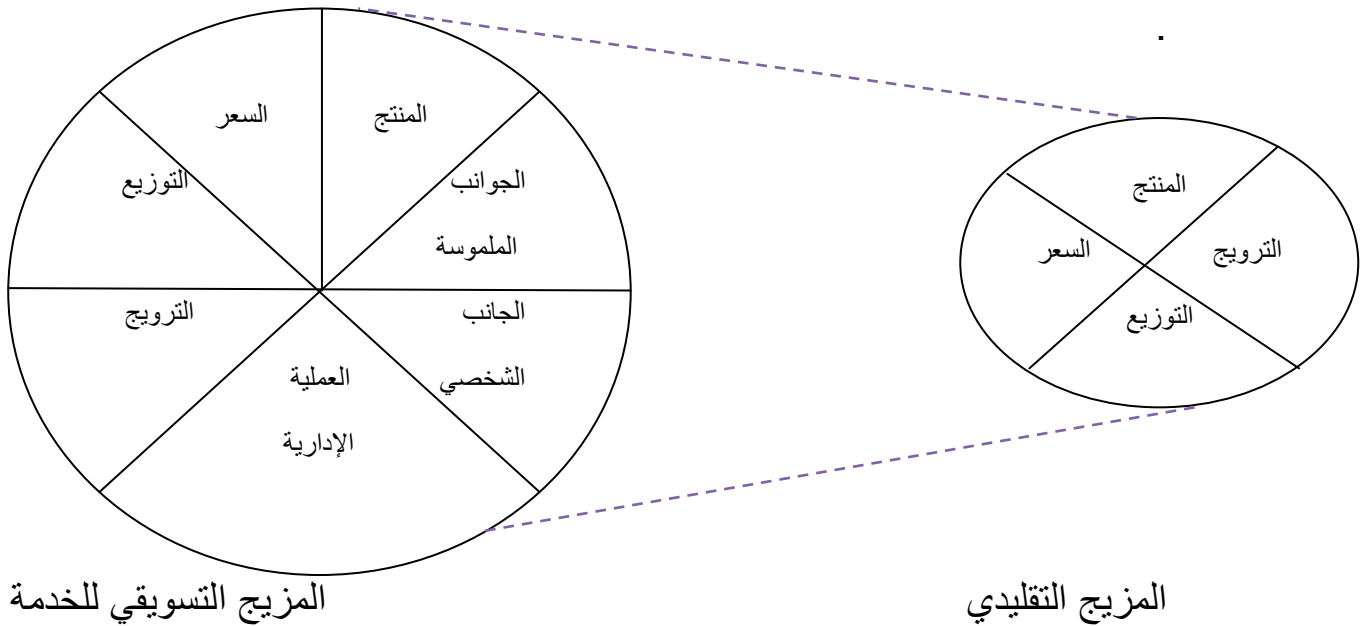 .
المنتج
الترويج
السعر
التوزيع
المزيج التقليدي
المنتج
السعر
الجوانب
الملموسة
التوزيع
الجانب
الشخصي
الترويج
العملية
الإدارية
المزيج التسويقي للخدمة